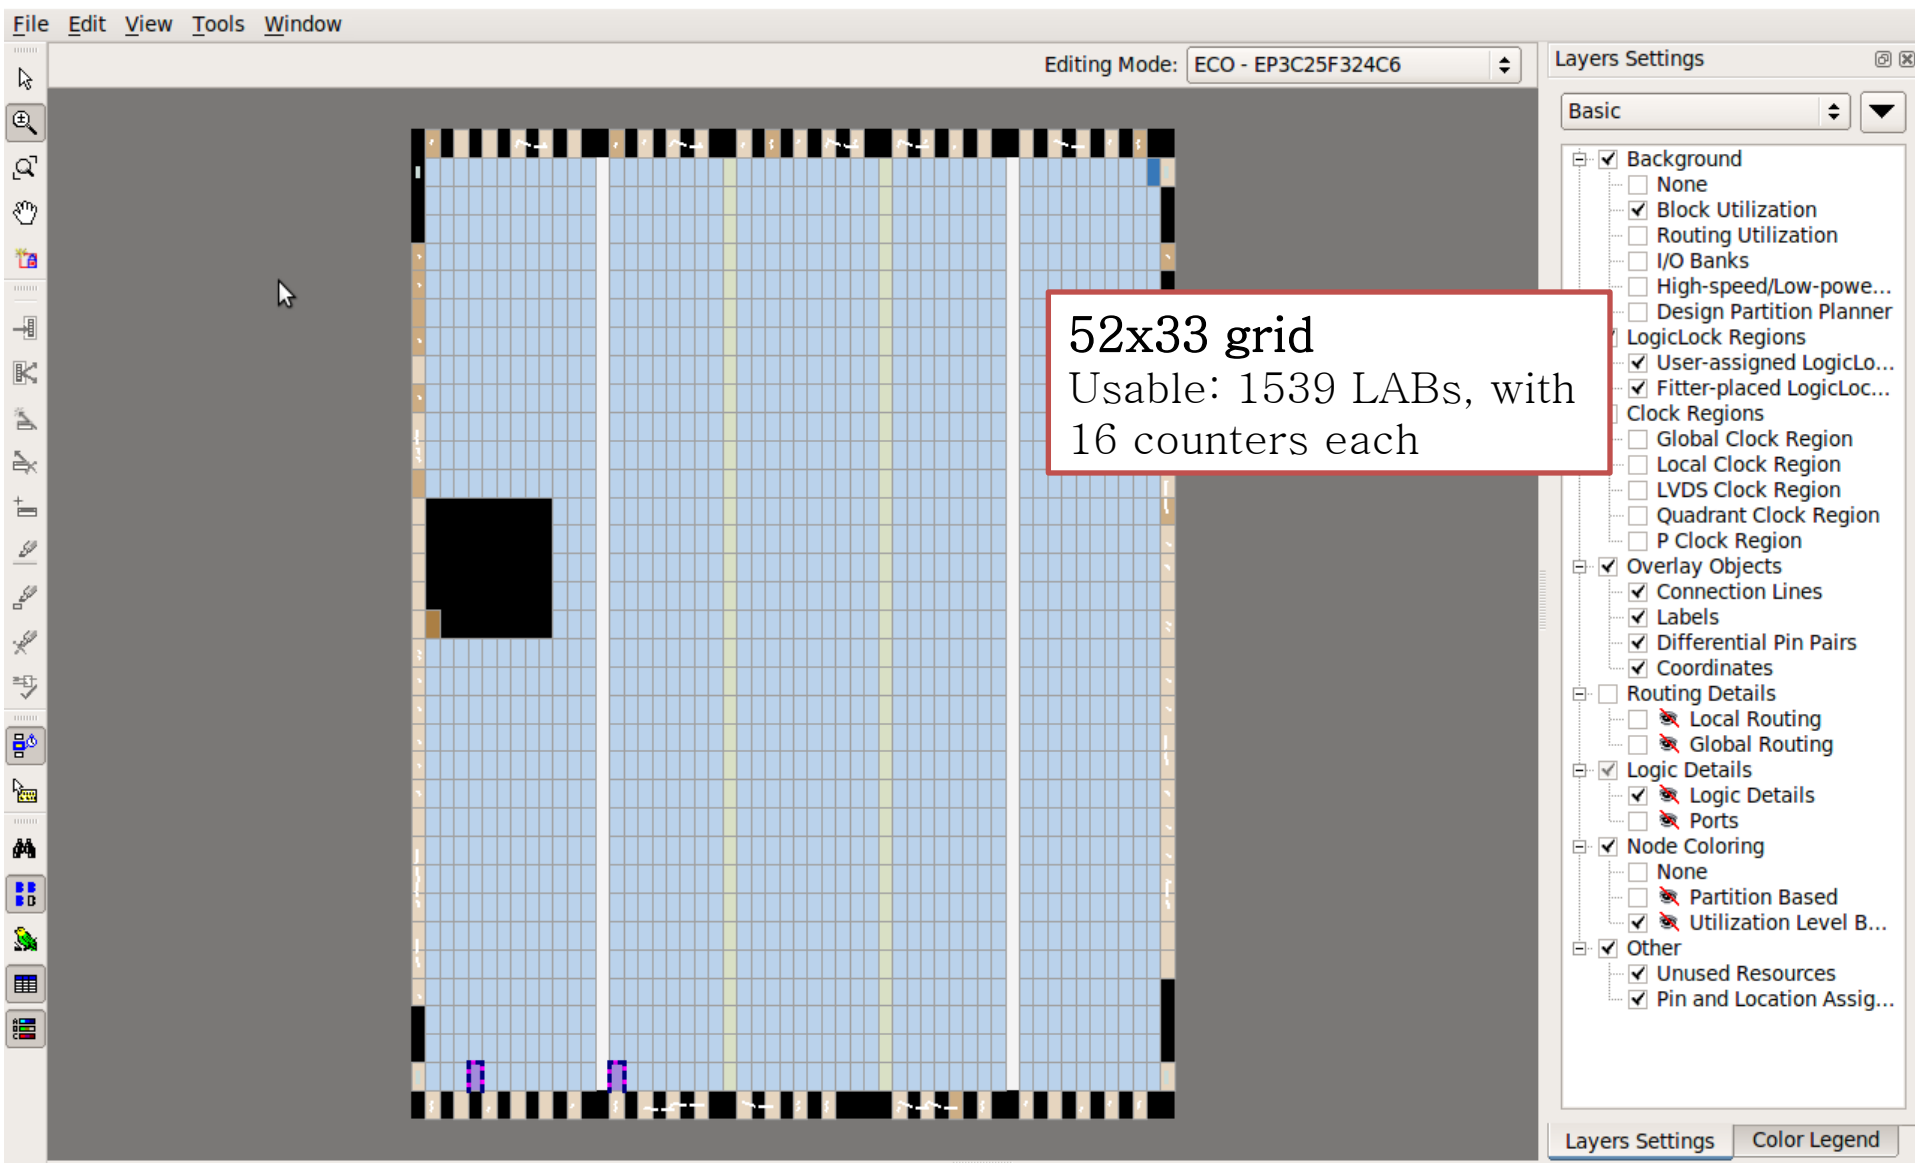 File Edit View Tools Window
Editing Mode: ECO - EP3C25F324C6
52x33 grid
Usable: 1539 LABs, with
16 counters each
Layers Settings
Basic
Background
None
Block Utilization
Routing Utilization
I/O Banks
High-speed/Low-powe...
Design Partition Planner
LogicLock Regions
User-assigned LogicLo...
Fitter-placed LogicLoc...
Clock Regions
Global Clock Region
Local Clock Region
LVDS Clock Region
Quadrant Clock Region
P Clock Region
Overlay Objects
Connection Lines
Labels
Differential Pin Pairs
Coordinates
Routing Details
Local Routing
Global Routing
Logic Details
Logic Details
Ports
Node Coloring
None
Partition Based
Utilization Level B...
Other
Unused Resources
Pin and Location Assig...
Layers Settings Color Legend